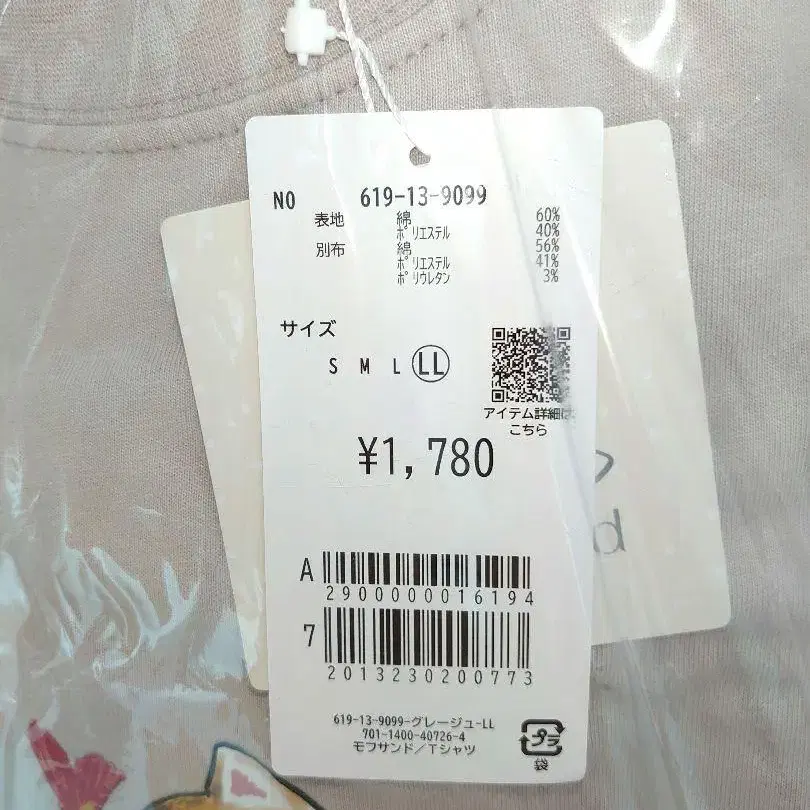 NO 619-13-9099
表地 綿 60%
ポリエステル 40%
別布 綿 56%
ポリエステル 41%
ポリウレタン 3%
サイズ
S M L LL
アイテム詳細は
こちら
¥1,780
A
2900000016194
7
2013230200773
619-13-9099-グレージュ-LL
701-1400-40726-4
モフサンド/Tシャツ
プラ
袋
d